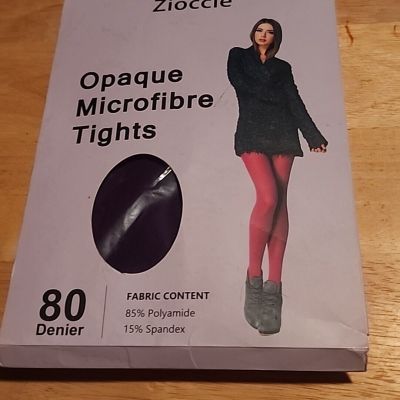 Zioccie
Opaque
Microfibre
Tights
80
Denier
FABRIC CONTENT
85% Polyamide
15% Spandex